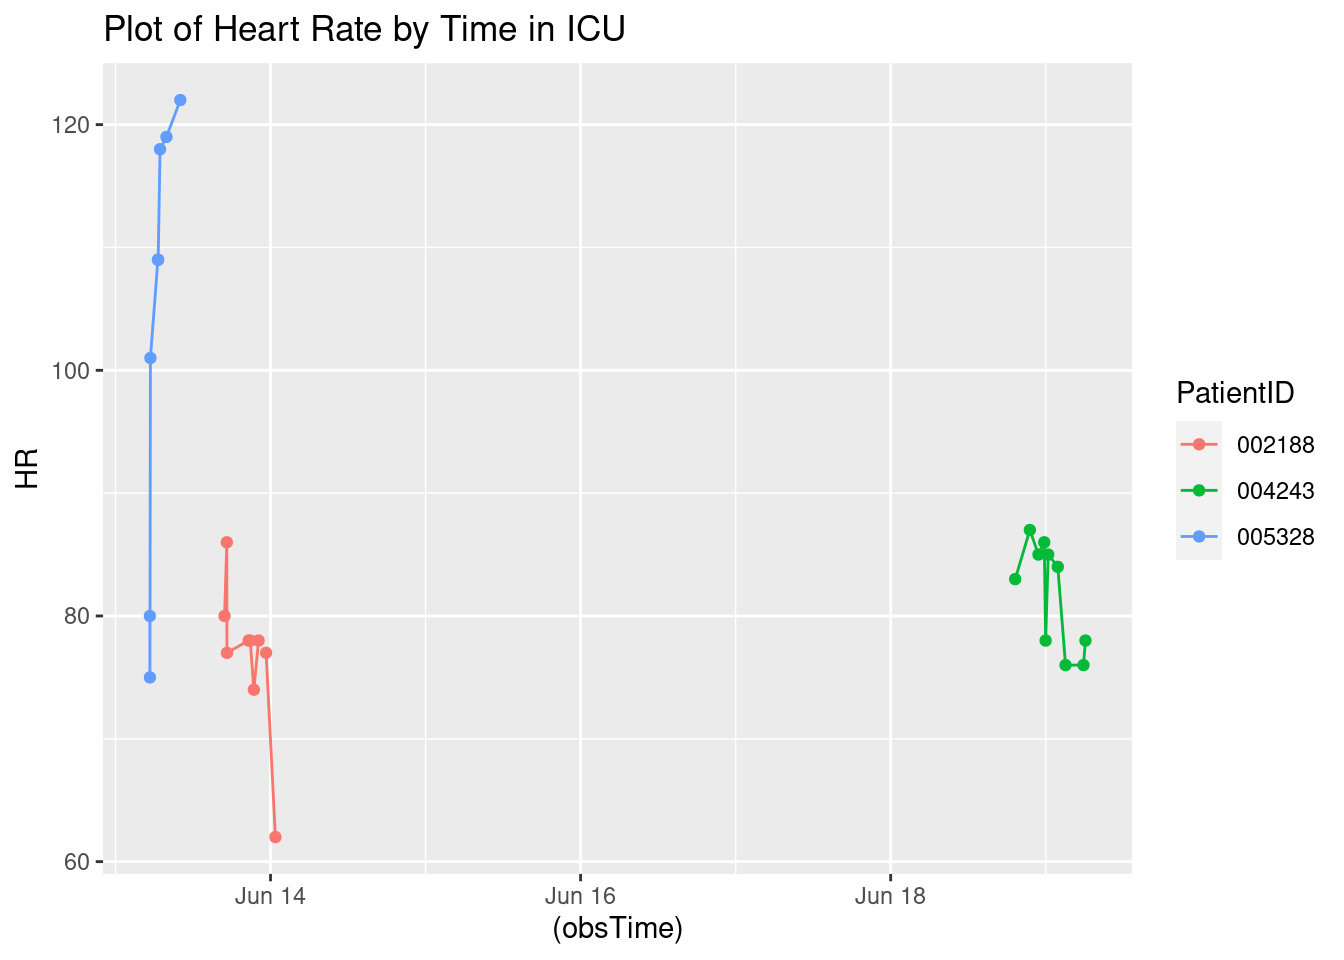 Plot of Heart Rate by Time in ICU
120
100
80
60
HR
Jun 14
Jun 16
Jun 18
(obsTime)
PatientID
002188
004243
005328